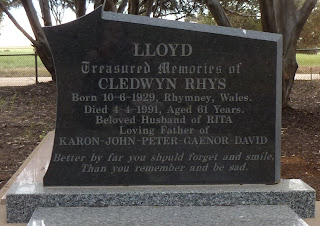 LLOYD
Treasured Memories of
CLEDWYN RHYS
Born 10-6-1929, Rhymney, Wales.
Died 4-4-1991, Aged 61 Years.
Beloved Husband of RITA
Loving Father of
KARON-JOHN-PETER-GAENOR-DAVID
Better by far you should forget and smile,
Than you remember and be sad.